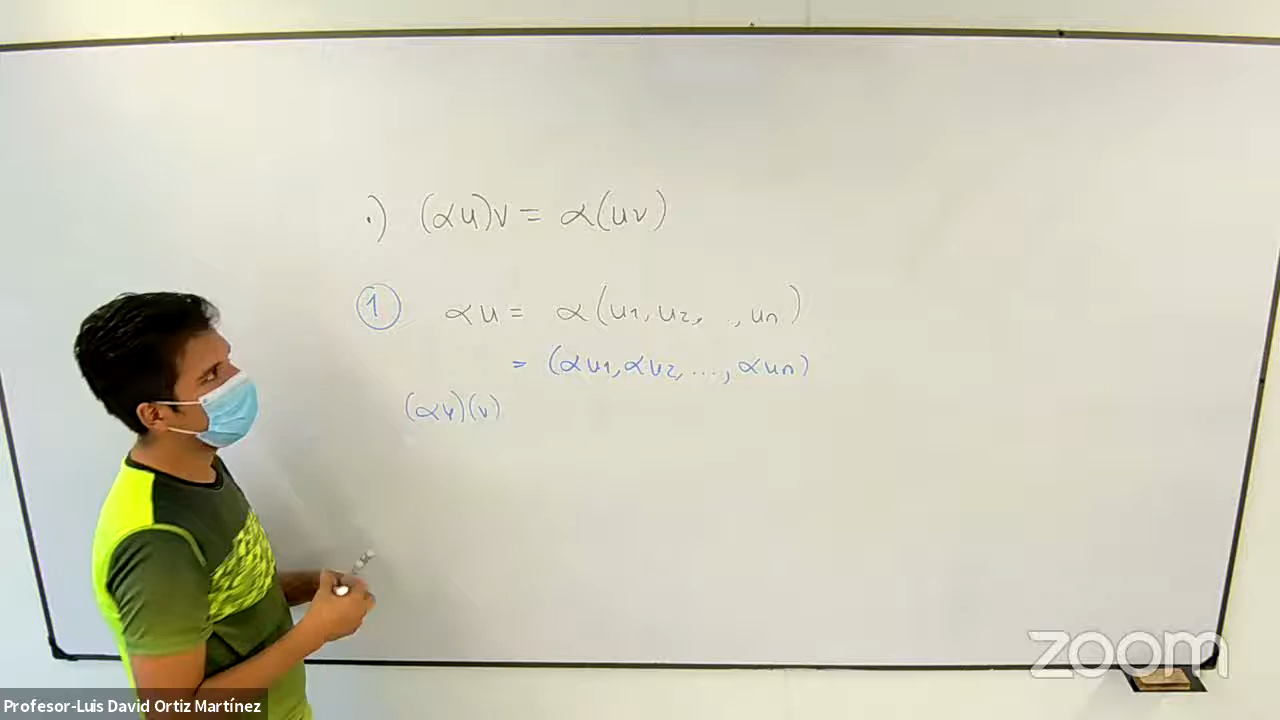 ·) (αu)v = α(uv)
1 αu = α(u1, u2, .. , un)
= (αu1, αu2, ..., αun)
(αu)(v)
zoom
Profesor-Luis David Ortiz Martínez